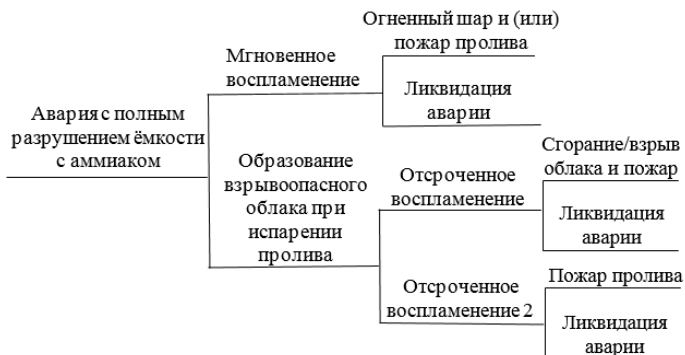 Огненный шар и (или)
пожар пролива
Мгновенное
воспламенение
Ликвидация
аварии
Авария с полным
разрушением ёмкости
с аммиаком
Образование
взрывоопасного
облака при
испарении
пролива
Отсроченное
воспламенение
Сгорание/взрыв
облака и пожар
Ликвидация
аварии
Отсроченное
воспламенение 2
Пожар пролива
Ликвидация
аварии